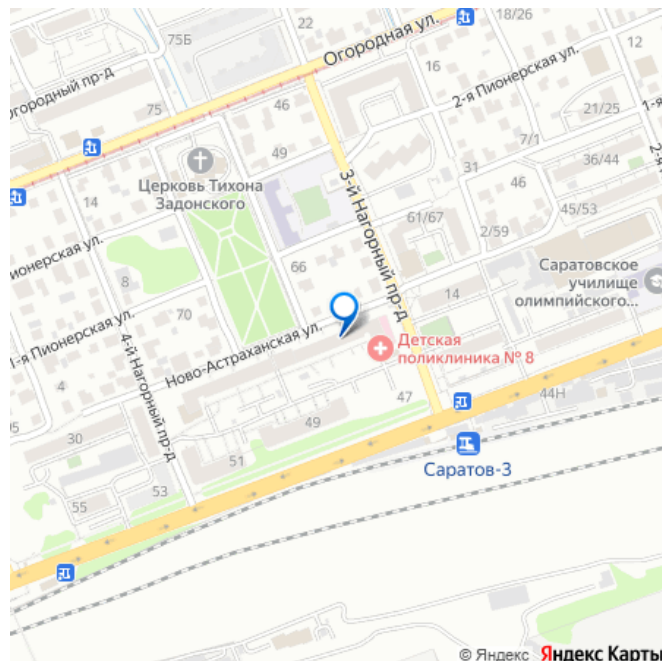 22
18/26
Огородная ул.
75Б
12
огородный пр-д
16
2-я Пионерская ул.
75
46
21/25
1-я
7/1
2-я
49
36/44
Церковь Тихона
Задонского
31
46
14
3-й Нагорный пр-д
61/67
45/53
ионерская ул.
2/59
66
8
Саратовское
училище
олимпийского...
14
70
1-я Пионерская ул.
Ново-Астраханская ул.
Детская
поликлиника № 8
4-й Нагорный пр-д
4
47
44Н
95
49
30
51
Саратов-3
53
55
© Яндекс Яндекс Карты